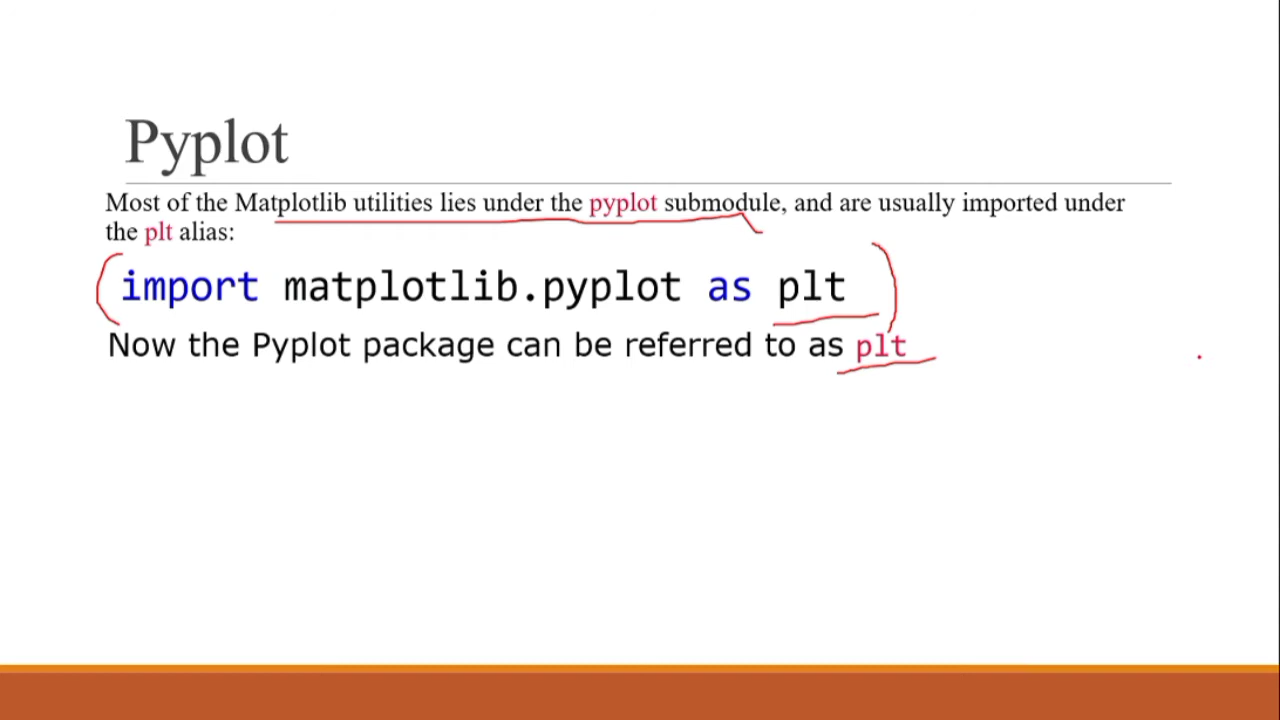 Pyplot
Most of the Matplotlib utilities lies under the pyplot submodule, and are usually imported under
the plt alias:
import matplotlib.pyplot as plt
Now the Pyplot package can be referred to as plt